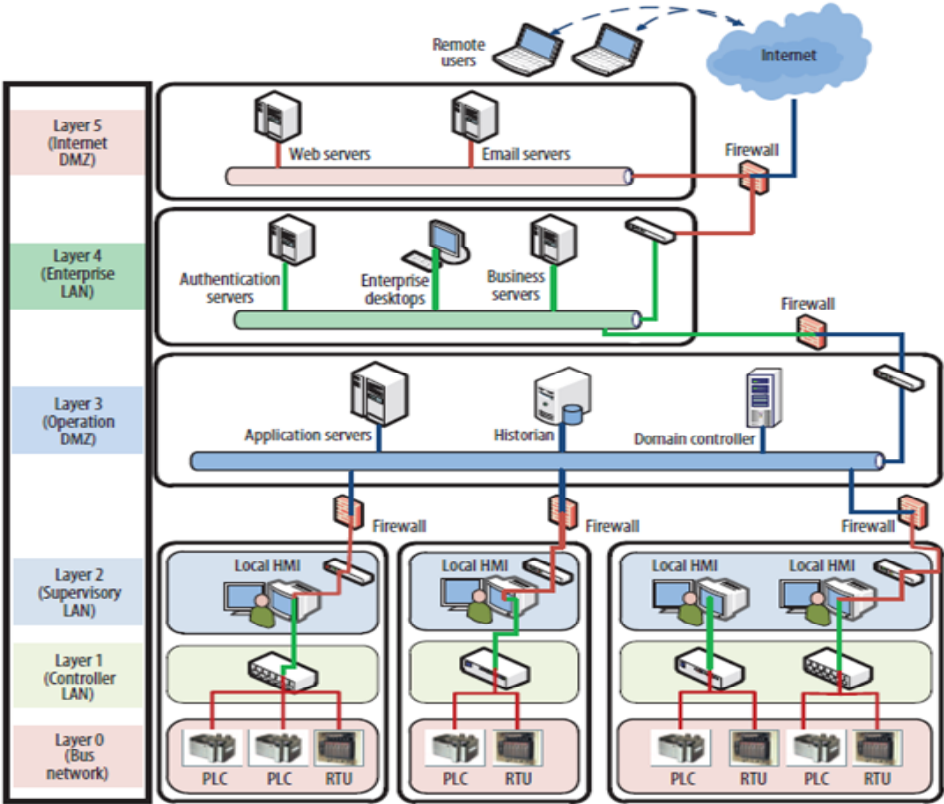 Remote
users
Internet
Layer 5
(Internet
DMZ)
Web servers
Email servers
Firewall
Layer 4
(Enterprise
LAN)
Authentication
servers
Enterprise
desktops
Business
servers
Firewall
Layer 3
(Operation
DMZ)
Application servers
Historian
Domain controller
Firewall
Firewall
Firewall
Layer 2
(Supervisory
LAN)
Local HMI
Local HMI
Local HMI
Local HMI
Layer 1
(Controller
LAN)
Layer 0
(Bus
network)
PLC
PLC
RTU
PLC
RTU
PLC
RTU
PLC
RTU